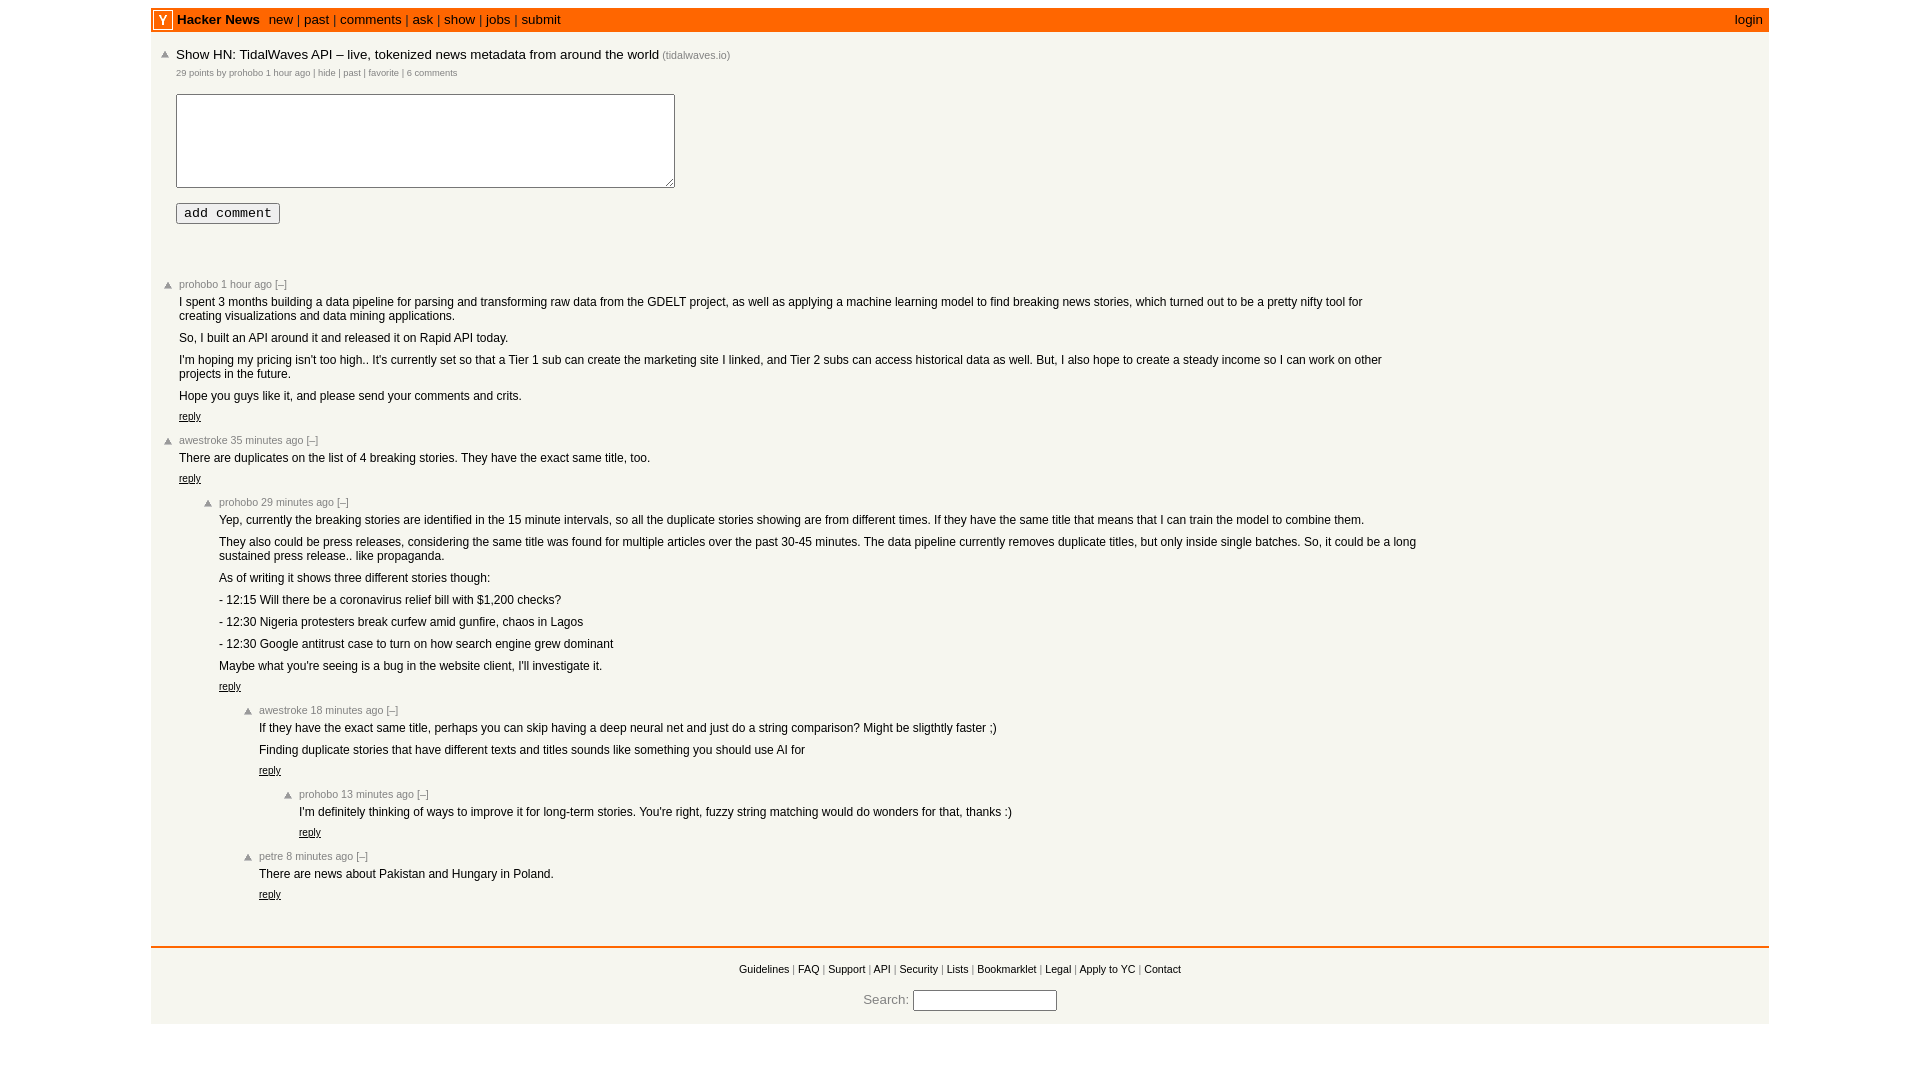 Y Hacker News new | past | comments | ask | show | jobs | submit login
Show HN: TidalWaves API – live, tokenized news metadata from around the world (tidalwaves.io)
29 points by prohobo 1 hour ago | hide | past | favorite | 6 comments
add comment
prohobo 1 hour ago [–]
I spent 3 months building a data pipeline for parsing and transforming raw data from the GDELT project, as well as applying a machine learning model to find breaking news stories, which turned out to be a pretty nifty tool for
creating visualizations and data mining applications.
So, I built an API around it and released it on Rapid API today.
I'm hoping my pricing isn't too high.. It's currently set so that a Tier 1 sub can create the marketing site I linked, and Tier 2 subs can access historical data as well. But, I also hope to create a steady income so I can work on other
projects in the future.
Hope you guys like it, and please send your comments and crits.
reply
awestroke 35 minutes ago [–]
There are duplicates on the list of 4 breaking stories. They have the exact same title, too.
reply
prohobo 29 minutes ago [–]
Yep, currently the breaking stories are identified in the 15 minute intervals, so all the duplicate stories showing are from different times. If they have the same title that means that I can train the model to combine them.
They also could be press releases, considering the same title was found for multiple articles over the past 30-45 minutes. The data pipeline currently removes duplicate titles, but only inside single batches. So, it could be a long
sustained press release.. like propaganda.
As of writing it shows three different stories though:
- 12:15 Will there be a coronavirus relief bill with $1,200 checks?
- 12:30 Nigeria protesters break curfew amid gunfire, chaos in Lagos
- 12:30 Google antitrust case to turn on how search engine grew dominant
Maybe what you're seeing is a bug in the website client, I'll investigate it.
reply
awestroke 18 minutes ago [–]
If they have the exact same title, perhaps you can skip having a deep neural net and just do a string comparison? Might be sligthtly faster ;)
Finding duplicate stories that have different texts and titles sounds like something you should use AI for
reply
prohobo 13 minutes ago [–]
I'm definitely thinking of ways to improve it for long-term stories. You're right, fuzzy string matching would do wonders for that, thanks :)
reply
petre 8 minutes ago [–]
There are news about Pakistan and Hungary in Poland.
reply
Guidelines | FAQ | Support | API | Security | Lists | Bookmarklet | Legal | Apply to YC | Contact
Search: